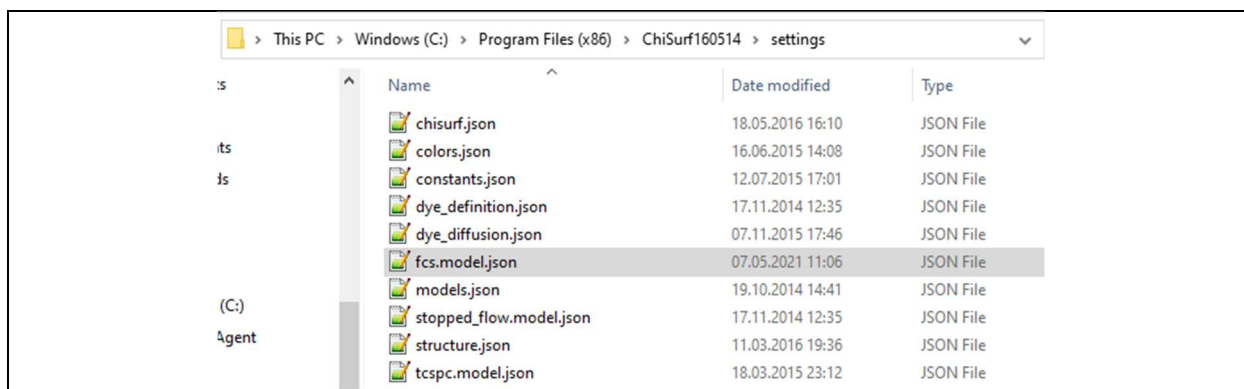 This PC > Windows (C:) > Program Files (x86) > ChiSurf160514 > settings
Name Date modified Type
chisurf.json 18.05.2016 16:10 JSON File
colors.json 16.06.2015 14:08 JSON File
constants.json 12.07.2015 17:01 JSON File
dye_definition.json 17.11.2014 12:35 JSON File
dye_diffusion.json 07.11.2015 17:46 JSON File
fcs.model.json 07.05.2021 11:06 JSON File
(C:) models.json 19.10.2014 14:41 JSON File
stopped_flow.model.json 17.11.2014 12:35 JSON File
Agent structure.json 11.03.2016 19:36 JSON File
tcspc.model.json 18.03.2015 23:12 JSON File